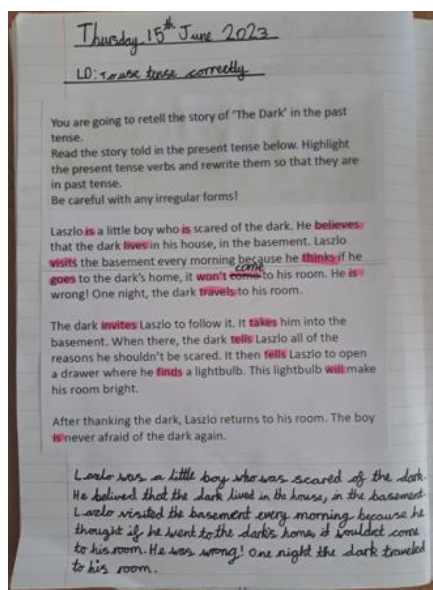 Thursday 15th June 2023
LO: To use tense correctly
You are going to retell the story of 'The Dark' in the past
tense.
Read the story told in the present tense below. Highlight
the present tense verbs and rewrite them so that they are
in past tense.
Be careful with any irregular forms!
Laszlo is a little boy who is scared of the dark. He believes
that the dark lives in his house, in the basement. Laszlo
visits the basement every morning because he thinks if he
come
goes to the dark's home, it won't come to his room. He is
wrong! One night, the dark travels to his room.
The dark invites Laszlo to follow it. It takes him into the
basement. When there, the dark tells Laszlo all of the
reasons he shouldn't be scared. It then tells Laszlo to open
a drawer where he finds a lightbulb. This lightbulb will make
his room bright.
After thanking the dark, Laszlo returns to his room. The boy
is never afraid of the dark again.
Lazlo was a little boy who was scared of the dark.
He belived that the dark lived in the house, in the basement.
Lazlo visited the basement every morning because he
thought if he went to the dark's home, it wouldn't come
to his room. He was wrong! One night the dark traveled
to his room.